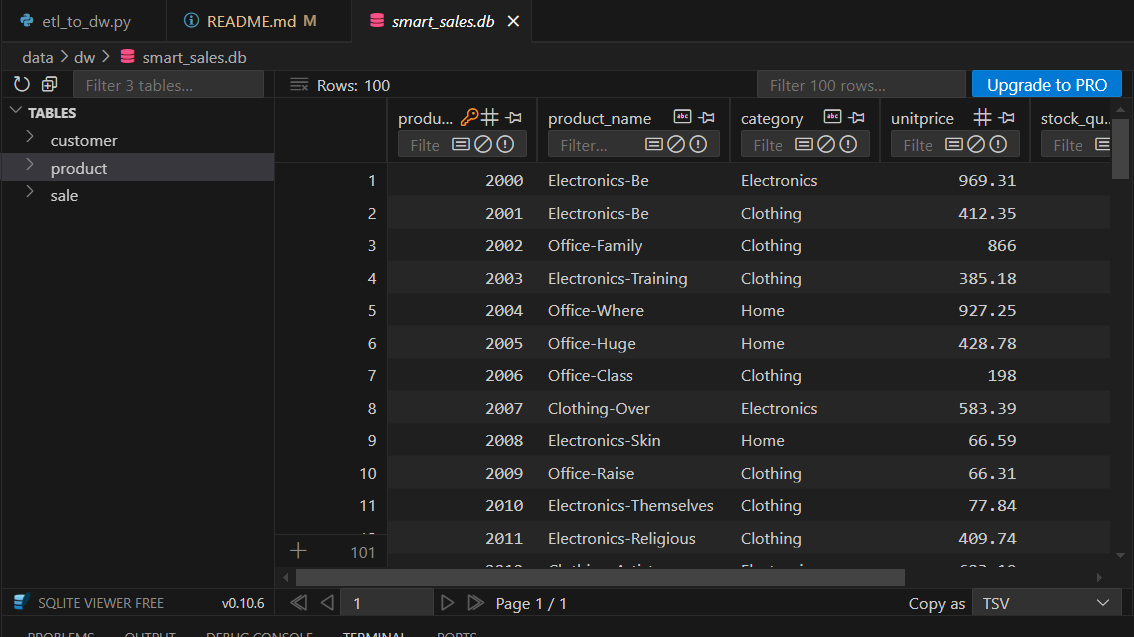 etl_to_dw.py README.md M smart_sales.db
data > dw > smart_sales.db
Filter 3 tables... Rows: 100 Filter 100 rows... Upgrade to PRO
TABLES
customer
product
sale
produ... product_name category unitprice stock_qu..
Filte Filter... Filte Filte Filte
1 2000 Electronics-Be Electronics 969.31
2 2001 Electronics-Be Clothing 412.35
3 2002 Office-Family Clothing 866
4 2003 Electronics-Training Clothing 385.18
5 2004 Office-Where Home 927.25
6 2005 Office-Huge Home 428.78
7 2006 Office-Class Clothing 198
8 2007 Clothing-Over Electronics 583.39
9 2008 Electronics-Skin Home 66.59
10 2009 Office-Raise Clothing 66.31
11 2010 Electronics-Themselves Clothing 77.84
2011 Electronics-Religious Clothing 409.74
101
SQLITE VIEWER FREE v0.10.6 1 Page 1 / 1 Copy as TSV
PROBLEMS OUTPUT DEBUG CONSOLE TERMINAL PORTS